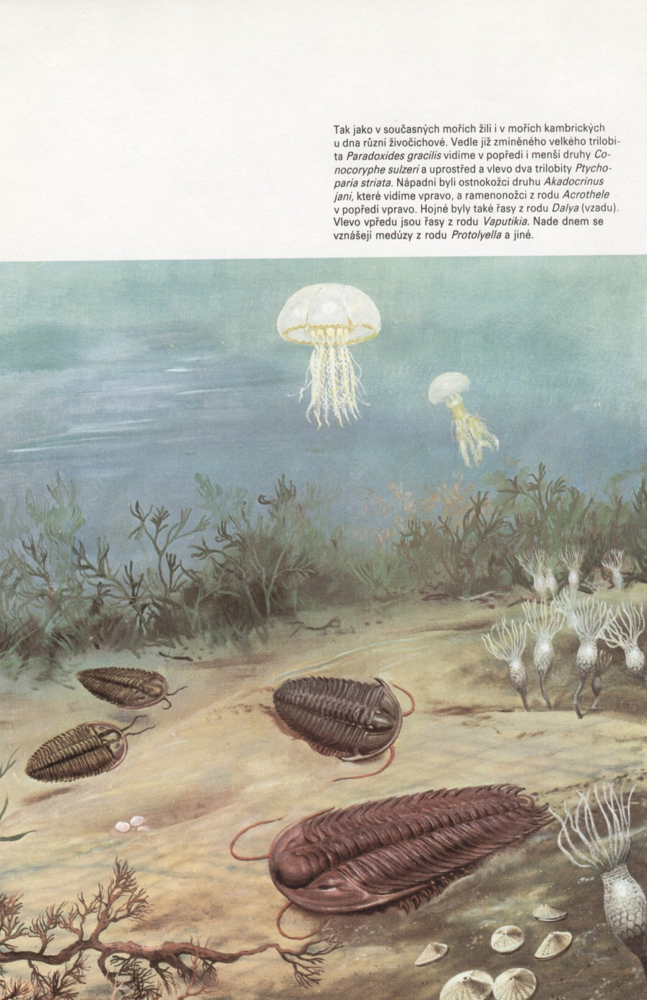 Tak jako v současných mořích žili i v mořích kambrických
u dna různí živočichové. Vedle již zmíněného velkého trilobi-
ta Paradoxides gracilis vidíme v popředí i menší druhy Co-
nocoryphe sulzeri a uprostřed a vlevo dva trilobity Ptycho-
paria striata. Nápadní byli ostnokožci druhu Akadocrinus
jani, které vidíme vpravo, a ramenonožci z rodu Acrothele
v popředí vpravo. Hojné byly také řasy z rodu Dalya (vzadu).
Vlevo vpředu jsou řasy z rodu Vaputikia. Nade dnem se
vznášejí medúzy z rodu Protolyella a jiné.